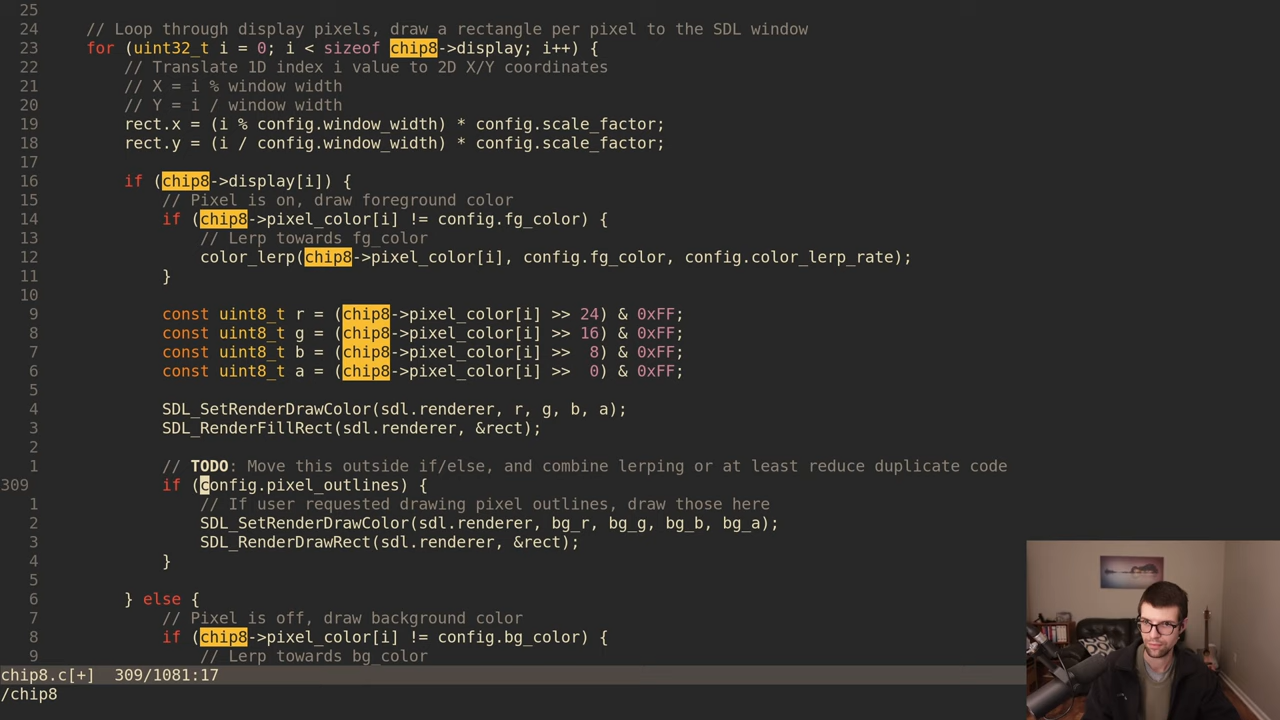 25
24     // Loop through display pixels, draw a rectangle per pixel to the SDL window
23     for (uint32_t i = 0; i < sizeof chip8->display; i++) {
22         // Translate 1D index i value to 2D X/Y coordinates
21         // X = i % window width
20         // Y = i / window width
19         rect.x = (i % config.window_width) * config.scale_factor;
18         rect.y = (i / config.window_width) * config.scale_factor;
17
16         if (chip8->display[i]) {
15             // Pixel is on, draw foreground color
14             if (chip8->pixel_color[i] != config.fg_color) {
13                 // Lerp towards fg_color
12                 color_lerp(chip8->pixel_color[i], config.fg_color, config.color_lerp_rate);
11             }
10
9             const uint8_t r = (chip8->pixel_color[i] >> 24) & 0xFF;
8             const uint8_t g = (chip8->pixel_color[i] >> 16) & 0xFF;
7             const uint8_t b = (chip8->pixel_color[i] >>  8) & 0xFF;
6             const uint8_t a = (chip8->pixel_color[i] >>  0) & 0xFF;
5
4             SDL_SetRenderDrawColor(sdl.renderer, r, g, b, a);
3             SDL_RenderFillRect(sdl.renderer, &rect);
2
1             // TODO: Move this outside if/else, and combine lerping or at least reduce duplicate code
309             if (config.pixel_outlines) {
1                 // If user requested drawing pixel outlines, draw those here
2                 SDL_SetRenderDrawColor(sdl.renderer, bg_r, bg_g, bg_b, bg_a);
3                 SDL_RenderDrawRect(sdl.renderer, &rect);
4             }
5
6         } else {
7             // Pixel is off, draw background color
8             if (chip8->pixel_color[i] != config.bg_color) {
9                 // Lerp towards bg_color
chip8.c[+]  309/1081:17
/chip8